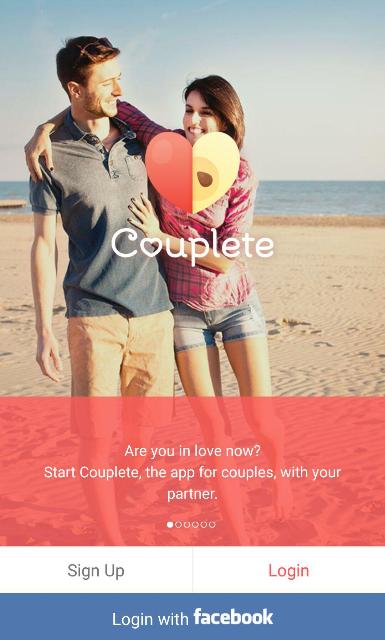 Couplete
Are you in love now?
Start Couplete, the app for couples, with your
partner.
Sign Up
Login
Login with facebook